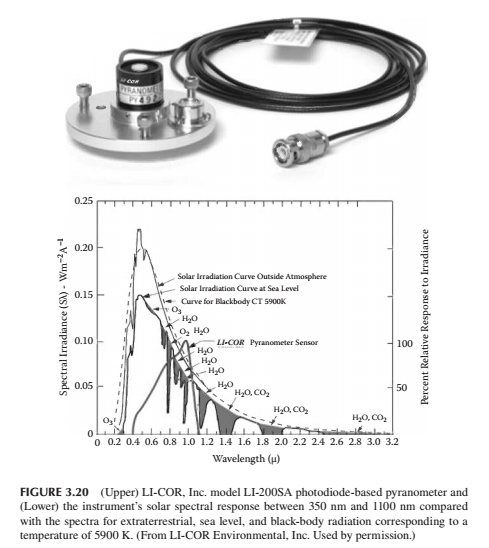 LI-COR
PYRANOMET
PY 49
0.25
0.20
0.15
0.10
0.05
0
Spectral Irradiance (Sλ) - Wm⁻²A⁻¹
Solar Irradiation Curve Outside Atmosphere
Solar Irradiation Curve at Sea Level
Curve for Blackbody CT 5900K
O₃
H₂O
O₂ H₂O
LI-COR Pyranometer Sensor
H₂O
H₂O
H₂O
H₂O
H₂O, CO₂
H₂O, CO₂
H₂O, CO₂
O₃
100
50
Percent Relative Response to Irradiance
0 0.2 0.4 0.6 0.8 1.0 1.2 1.4 1.6 1.8 2.0 2.2 2.4 2.6 2.8 3.0 3.2
Wavelength (μ)
FIGURE 3.20 (Upper) LI-COR, Inc. model LI-200SA photodiode-based pyranometer and
(Lower) the instrument's solar spectral response between 350 nm and 1100 nm compared
with the spectra for extraterrestrial, sea level, and black-body radiation corresponding to a
temperature of 5900 K. (From LI-COR Environmental, Inc. Used by permission.)